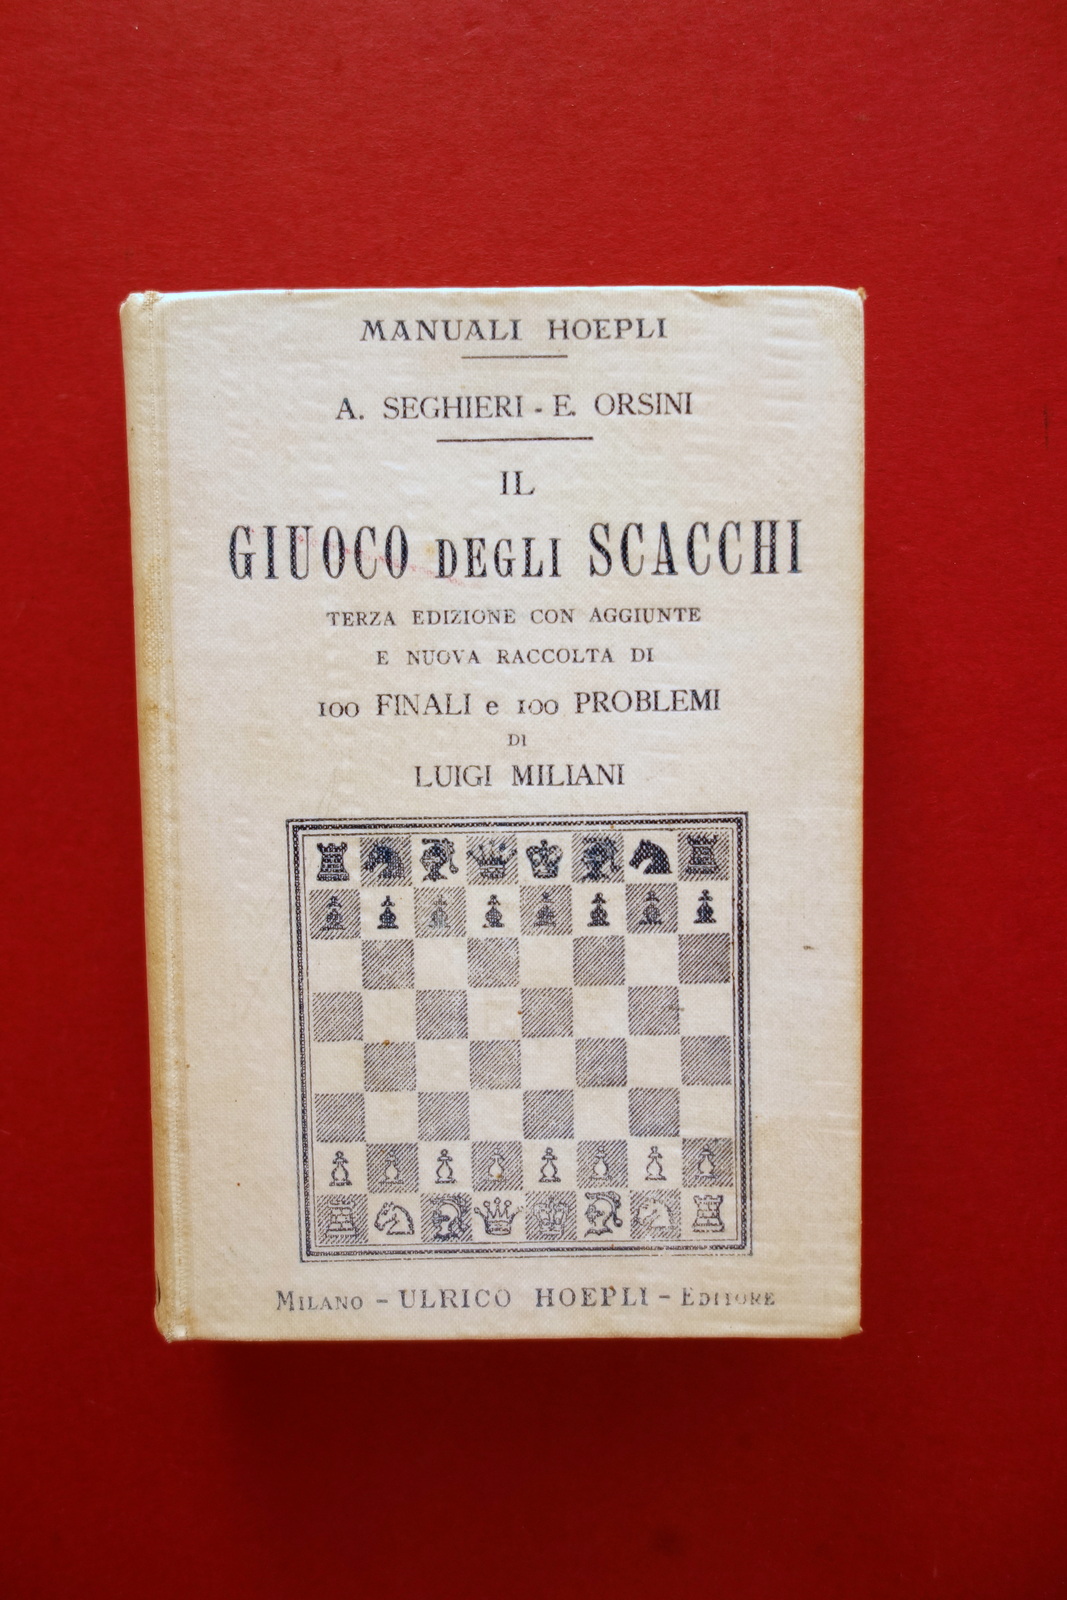 MANUALI HOEPLI
A. SEGHIERI - E. ORSINI
IL
GIUOCO DEGLI SCACCHI
TERZA EDIZIONE CON AGGIUNTE
E NUOVA RACCOLTA DI
100 FINALI e 100 PROBLEMI
DI
LUIGI MILIANI
MILANO - ULRICO HOEPLI - EDITORE